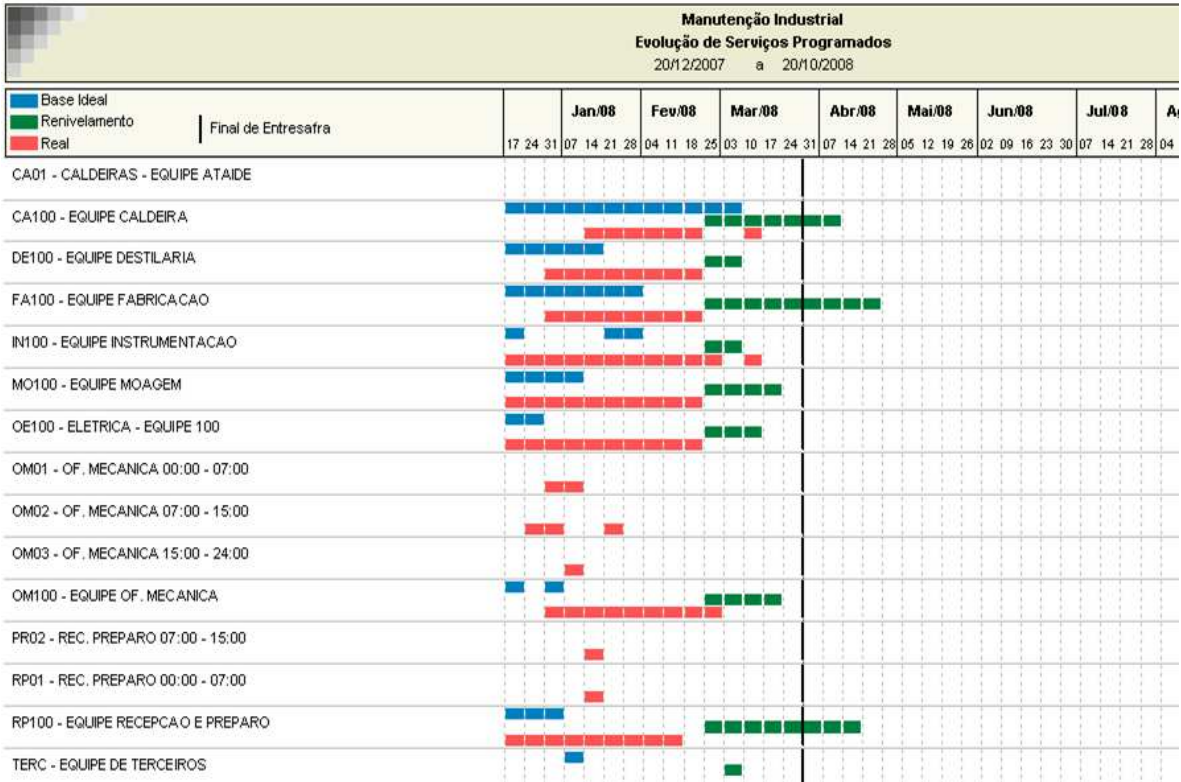 Manutenção Industrial
Evolução de Serviços Programados
20/12/2007 a 20/10/2008
Base Ideal
Renivelamento
Real
Final de Entresafra
Jan/08 Fev/08 Mar/08 Abr/08 Mai/08 Jun/08 Jul/08 Ag
17 24 31 07 14 21 28 04 11 18 25 03 10 17 24 31 07 14 21 28 05 12 19 26 02 09 16 23 30 07 14 21 28 04
CA01 - CALDEIRAS - EQUIPE ATAIDE
CA100 - EQUIPE CALDEIRA
DE100 - EQUIPE DESTILARIA
FA100 - EQUIPE FABRICACAO
IN100 - EQUIPE INSTRUMENTACAO
MO100 - EQUIPE MOAGEM
OE100 - ELETRICA - EQUIPE 100
OM01 - OF. MECANICA 00:00 - 07:00
OM02 - OF. MECANICA 07:00 - 15:00
OM03 - OF. MECANICA 15:00 - 24:00
OM100 - EQUIPE OF. MECANICA
PR02 - REC. PREPARO 07:00 - 15:00
RP01 - REC. PREPARO 00:00 - 07:00
RP100 - EQUIPE RECEPCAO E PREPARO
TERC - EQUIPE DE TERCEIROS